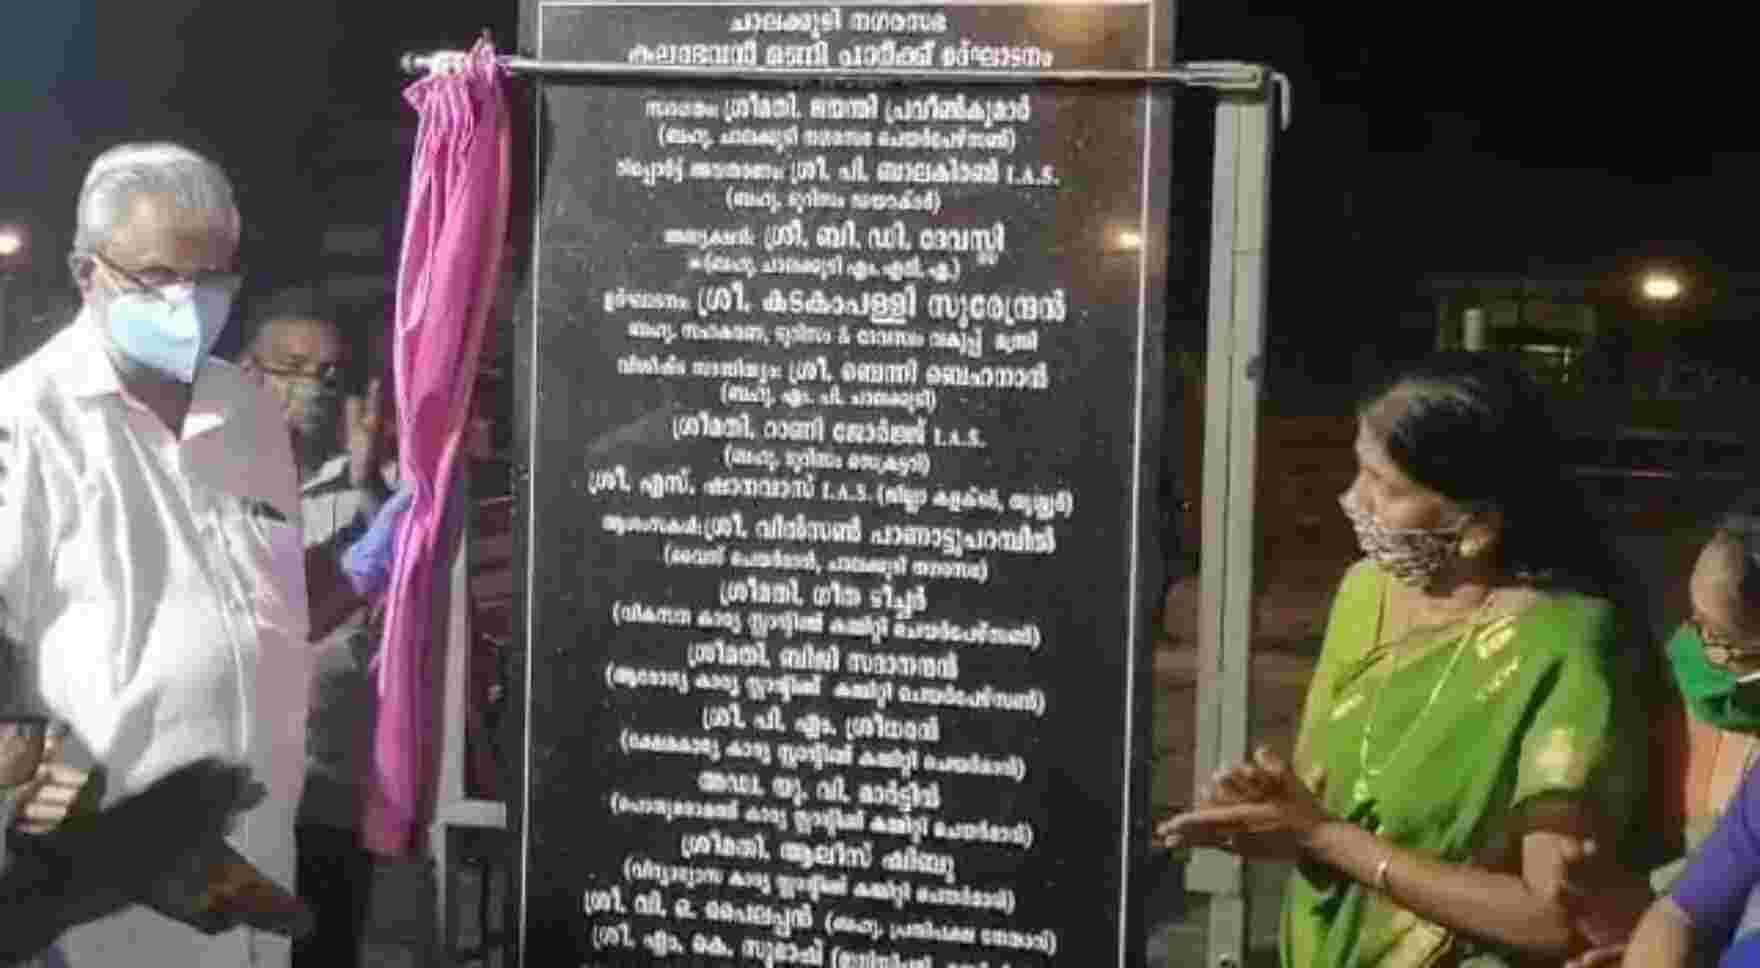 ചാലക്കുടി നഗരസഭ
കലാഭവൻ മണി പാർക്ക് ഉദ്ഘാടനം
സ്വാഗതം: ശ്രീമതി. ജയന്തി പ്രവീൺകുമാർ
(ബഹു. ചാലക്കുടി നഗരസഭ ചെയർപേഴ്സൺ)
റിപ്പോർട്ട് അവതരണം: ശ്രീ. പി. ബാലകിരൺ I.A.S.
(ബഹു. ടൂറിസം ഡയറക്ടർ)
അദ്ധ്യക്ഷൻ: ശ്രീ. ബി. ഡി. ദേവസ്സി
(ബഹു. ചാലക്കുടി എം.എൽ.എ.)
ഉദ്ഘാടനം: ശ്രീ. കടകംപള്ളി സുരേന്ദ്രൻ
ബഹു. സഹകരണ, ടൂറിസം & ദേവസ്വം വകുപ്പ് മന്ത്രി
വിശിഷ്ട സാന്നിധ്യം: ശ്രീ. ബെന്നി ബെഹനാൻ
(ബഹു. എം. പി. ചാലക്കുടി)
ശ്രീമതി. റാണി ജോർജ്ജ് I.A.S.
(ബഹു. ടൂറിസം സെക്രട്ടറി)
ശ്രീ. എസ്. ഷാനവാസ് I.A.S. (ജില്ലാ കളക്ടർ, തൃശ്ശൂർ)
ആശംസകൾ: ശ്രീ. വിൽസൺ പാണാട്ടുപറമ്പിൽ
(വൈസ് ചെയർമാൻ, ചാലക്കുടി നഗരസഭ)
ശ്രീമതി. ഗീത ടീച്ചർ
(വികസന കാര്യ സ്റ്റാന്റിങ്ങ് കമ്മിറ്റി ചെയർപേഴ്സൺ)
ശ്രീമതി. ബിജി സദാനന്ദൻ
(ആരോഗ്യ കാര്യ സ്റ്റാന്റിങ്ങ് കമ്മിറ്റി ചെയർപേഴ്സൺ)
ശ്രീ. പി. എം. ശ്രീധരൻ
(ക്ഷേമകാര്യ കാര്യ സ്റ്റാന്റിങ്ങ് കമ്മിറ്റി ചെയർമാൻ)
അഡ്വ. യു. വി. മാർട്ടിൻ
(പൊതുമരാമത്ത് കാര്യ സ്റ്റാന്റിങ്ങ് കമ്മിറ്റി ചെയർമാൻ)
ശ്രീമതി. ആലീസ് ഷിബു
(വിദ്യാഭ്യാസ കാര്യ സ്റ്റാന്റിങ്ങ് കമ്മിറ്റി ചെയർമാൻ)
ശ്രീ. വി. ഒ. പൈലപ്പൻ (ബഹു. പ്രതിപക്ഷ നേതാവ്)
ശ്രീ. എം. കെ. സുഭാഷ്